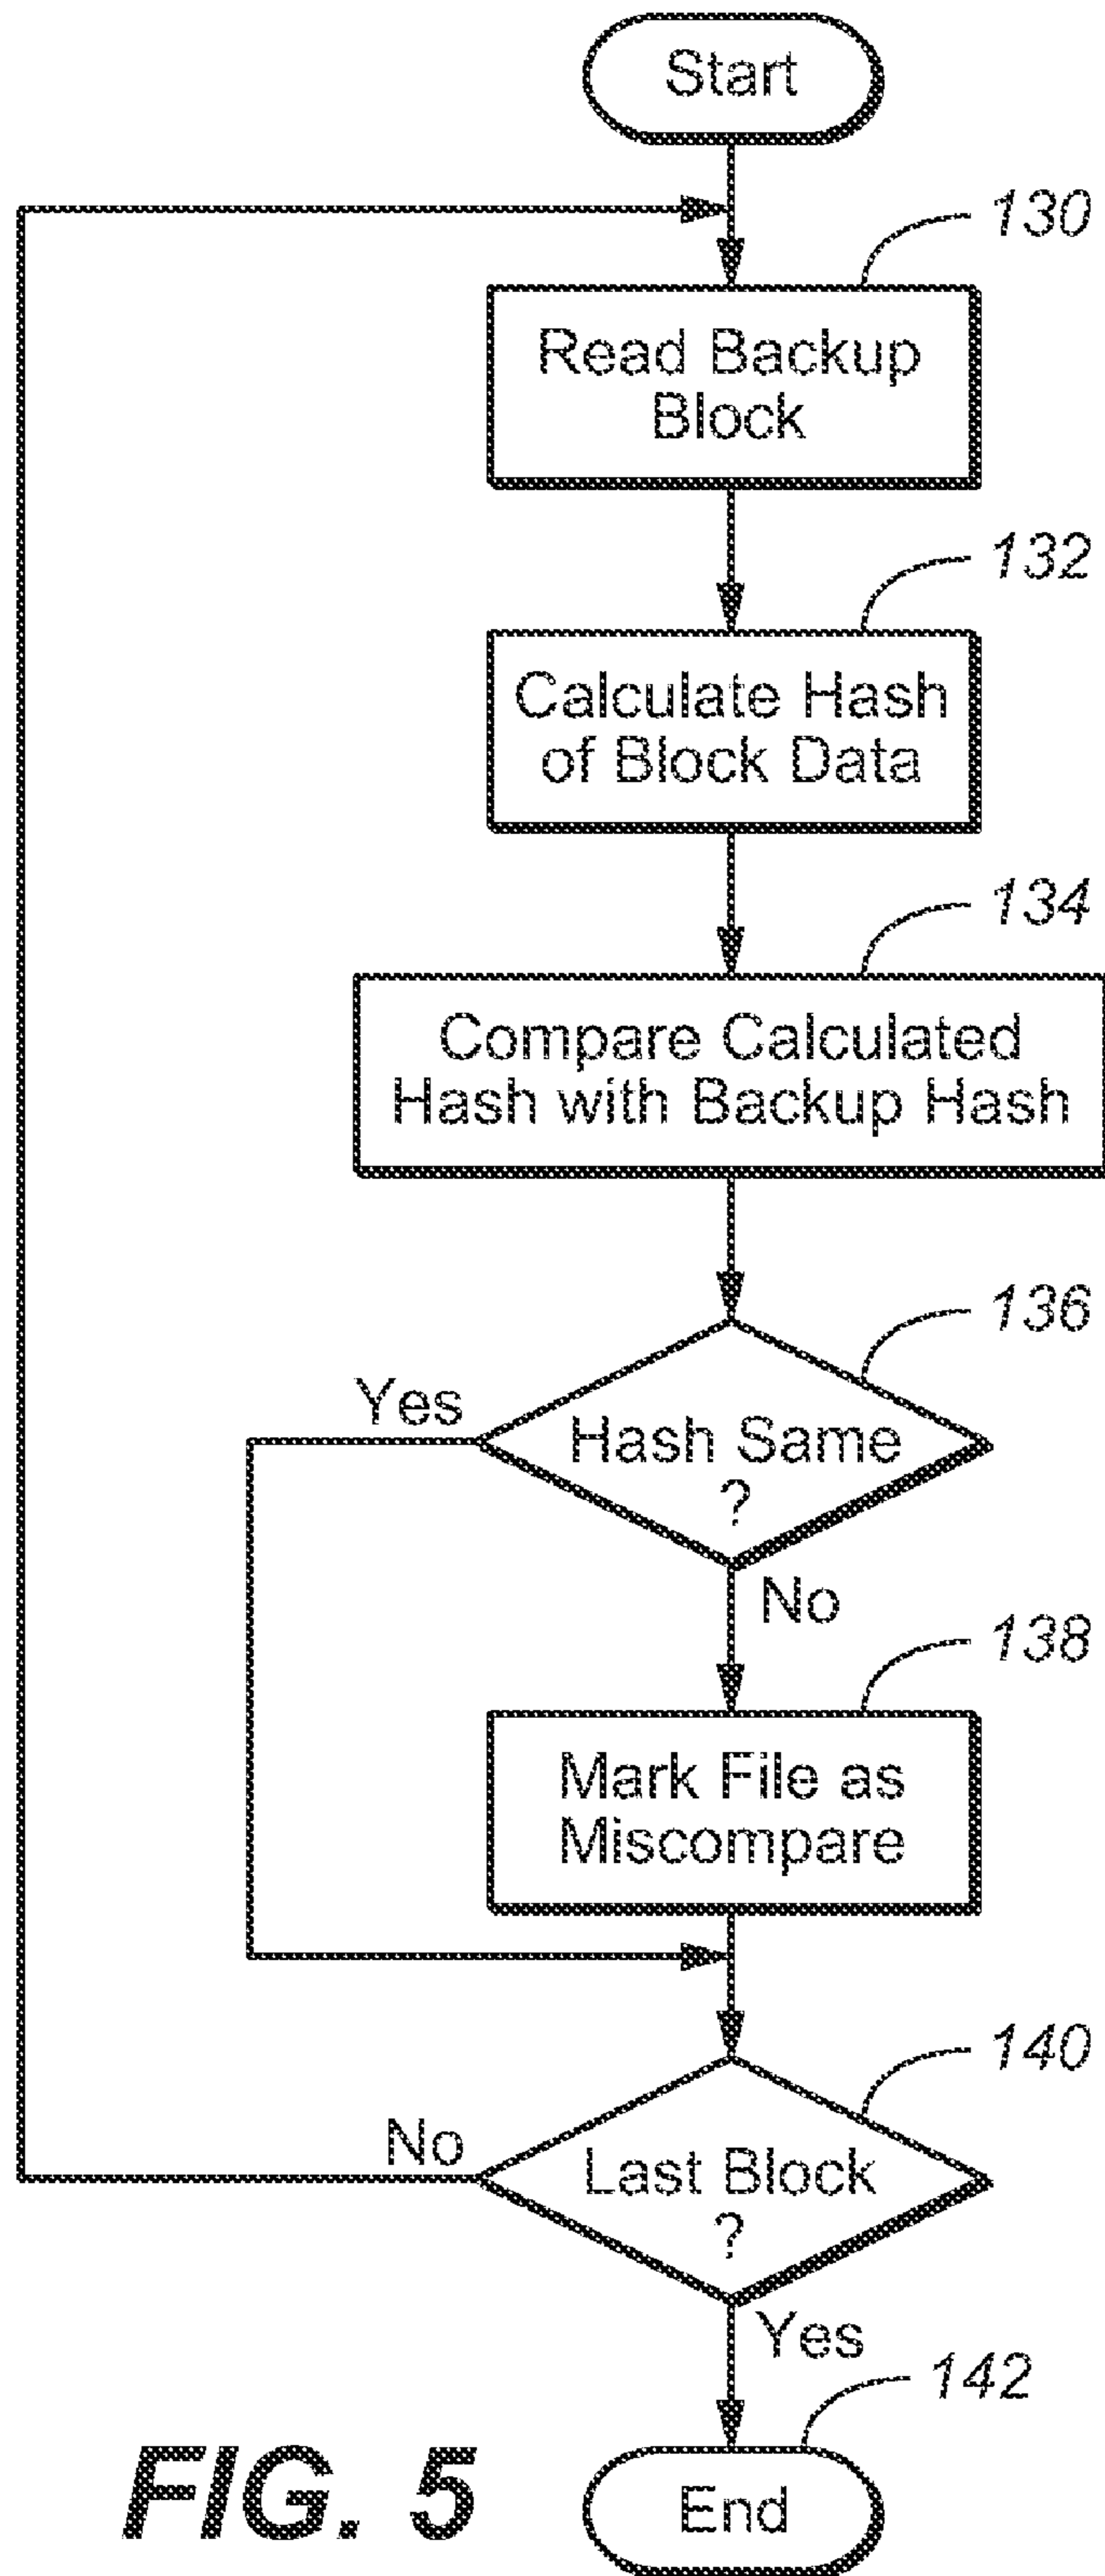 Start
130
Read Backup
Block
132
Calculate Hash
of Block Data
134
Compare Calculated
Hash with Backup Hash
136
Yes
Hash Same
?
No
138
Mark File as
Miscompare
140
No
Last Block
?
Yes
142
End
FIG. 5